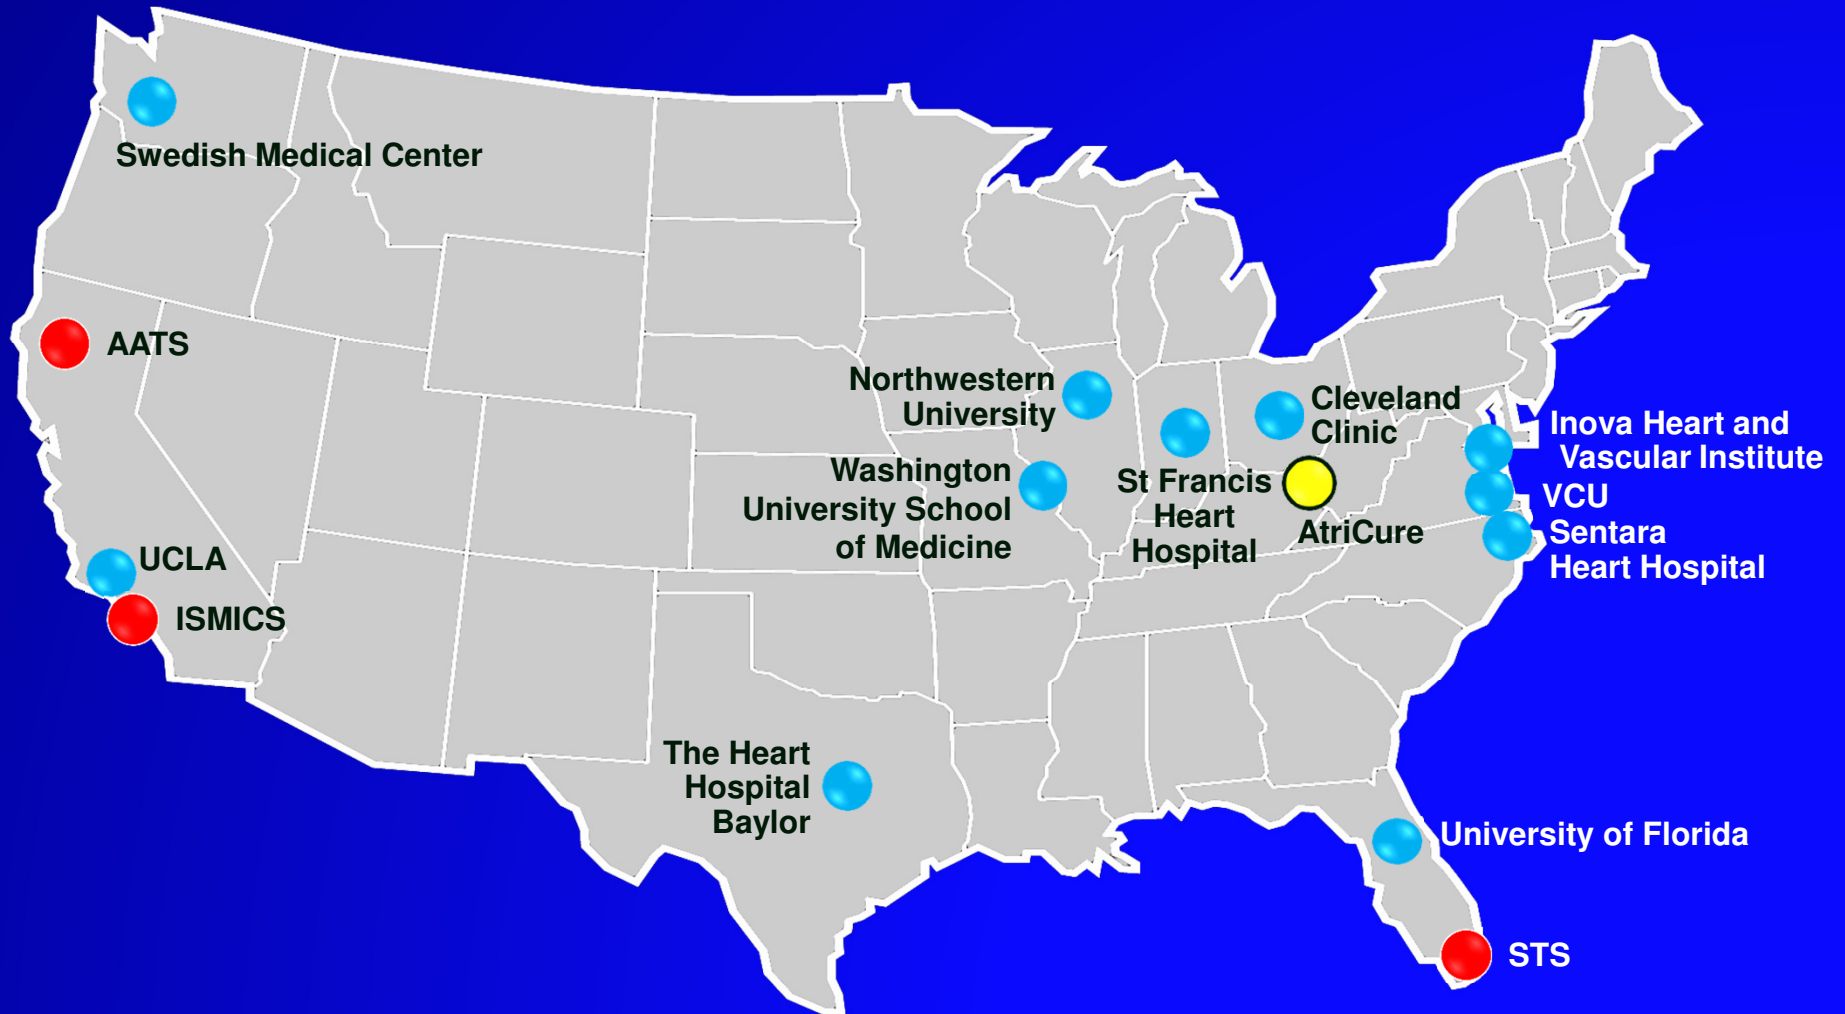 Swedish Medical Center
AATS
UCLA
ISMICS
Northwestern
University
Washington
University School
of Medicine
St Francis
Heart
Hospital
Cleveland
Clinic
AtriCure
Inova Heart and
Vascular Institute
VCU
Sentara
Heart Hospital
The Heart
Hospital
Baylor
University of Florida
STS